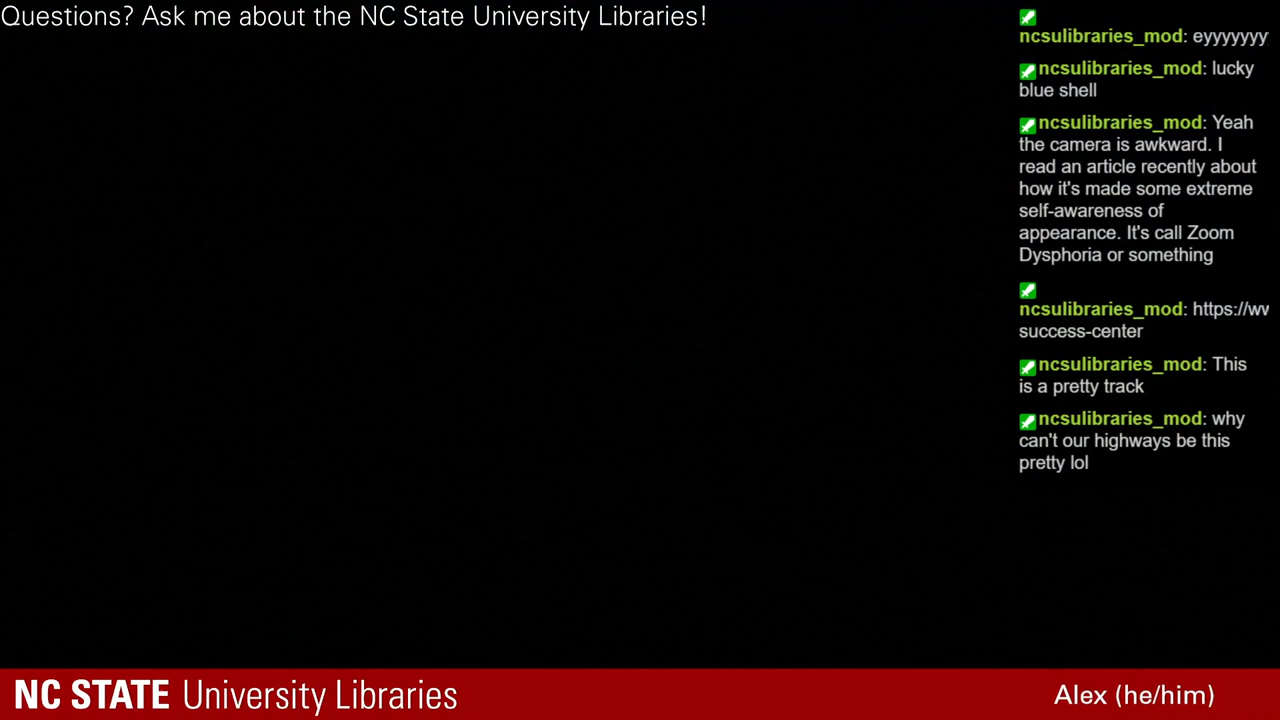 Questions? Ask me about the NC State University Libraries!
ncsulibraries_mod: eyyyyyyy
ncsulibraries_mod: lucky
blue shell
ncsulibraries_mod: Yeah
the camera is awkward. I
read an article recently about
how it's made some extreme
self-awareness of
appearance. It's call Zoom
Dysphoria or something
ncsulibraries_mod: https://ww
success-center
ncsulibraries_mod: This
is a pretty track
ncsulibraries_mod: why
can't our highways be this
pretty lol
NC STATE University Libraries
Alex (he/him)